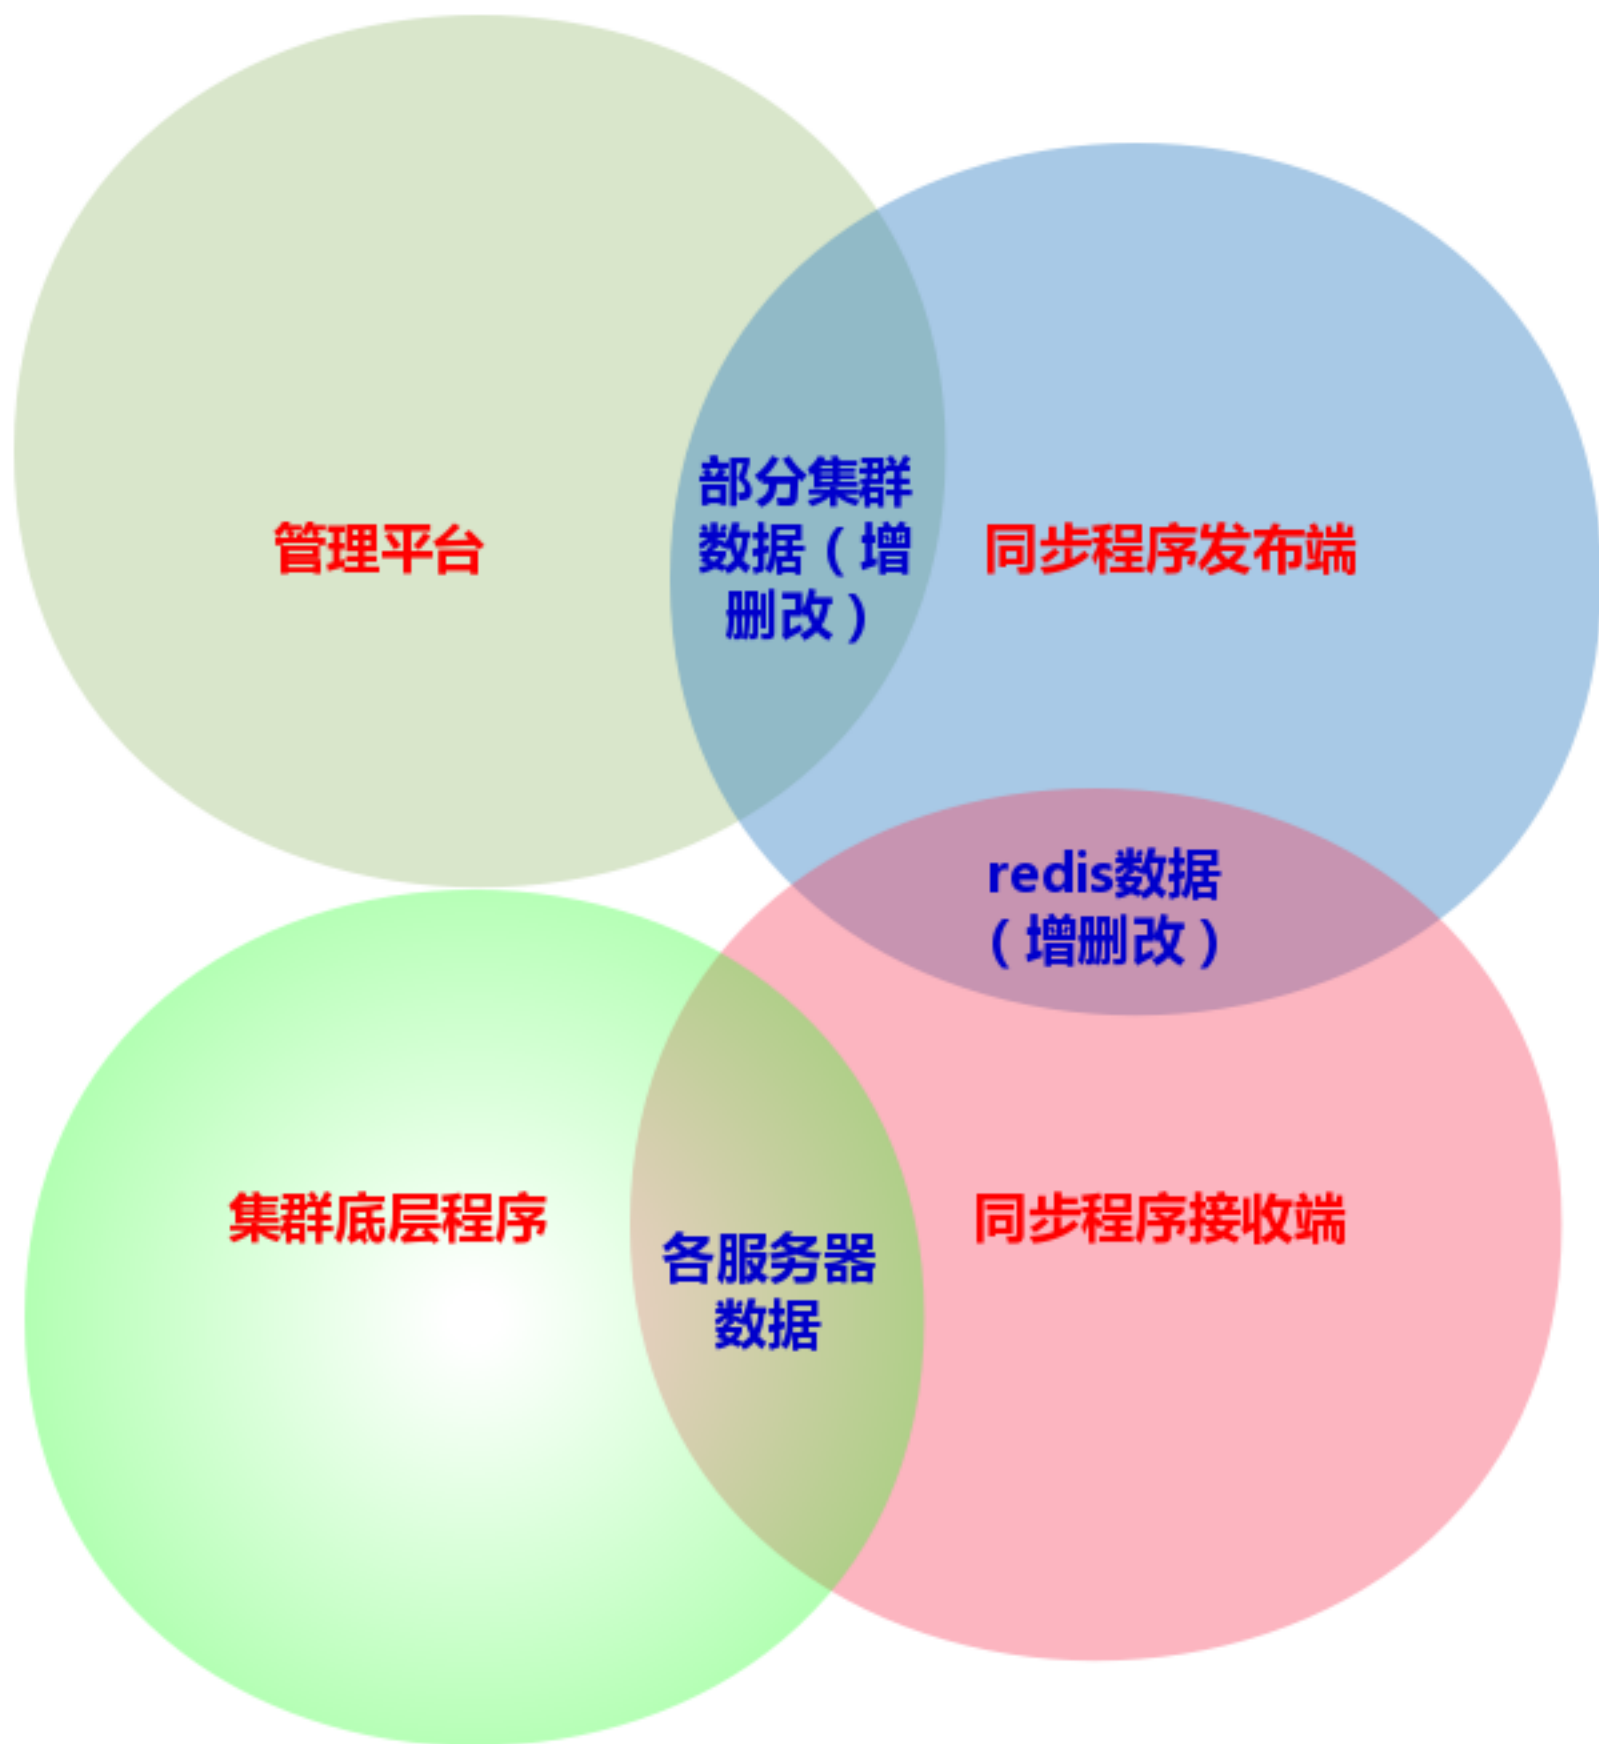 管理平台
部分集群
数据（增
删改）
同步程序发布端
redis数据
（增删改）
集群底层程序
各服务器
数据
同步程序接收端